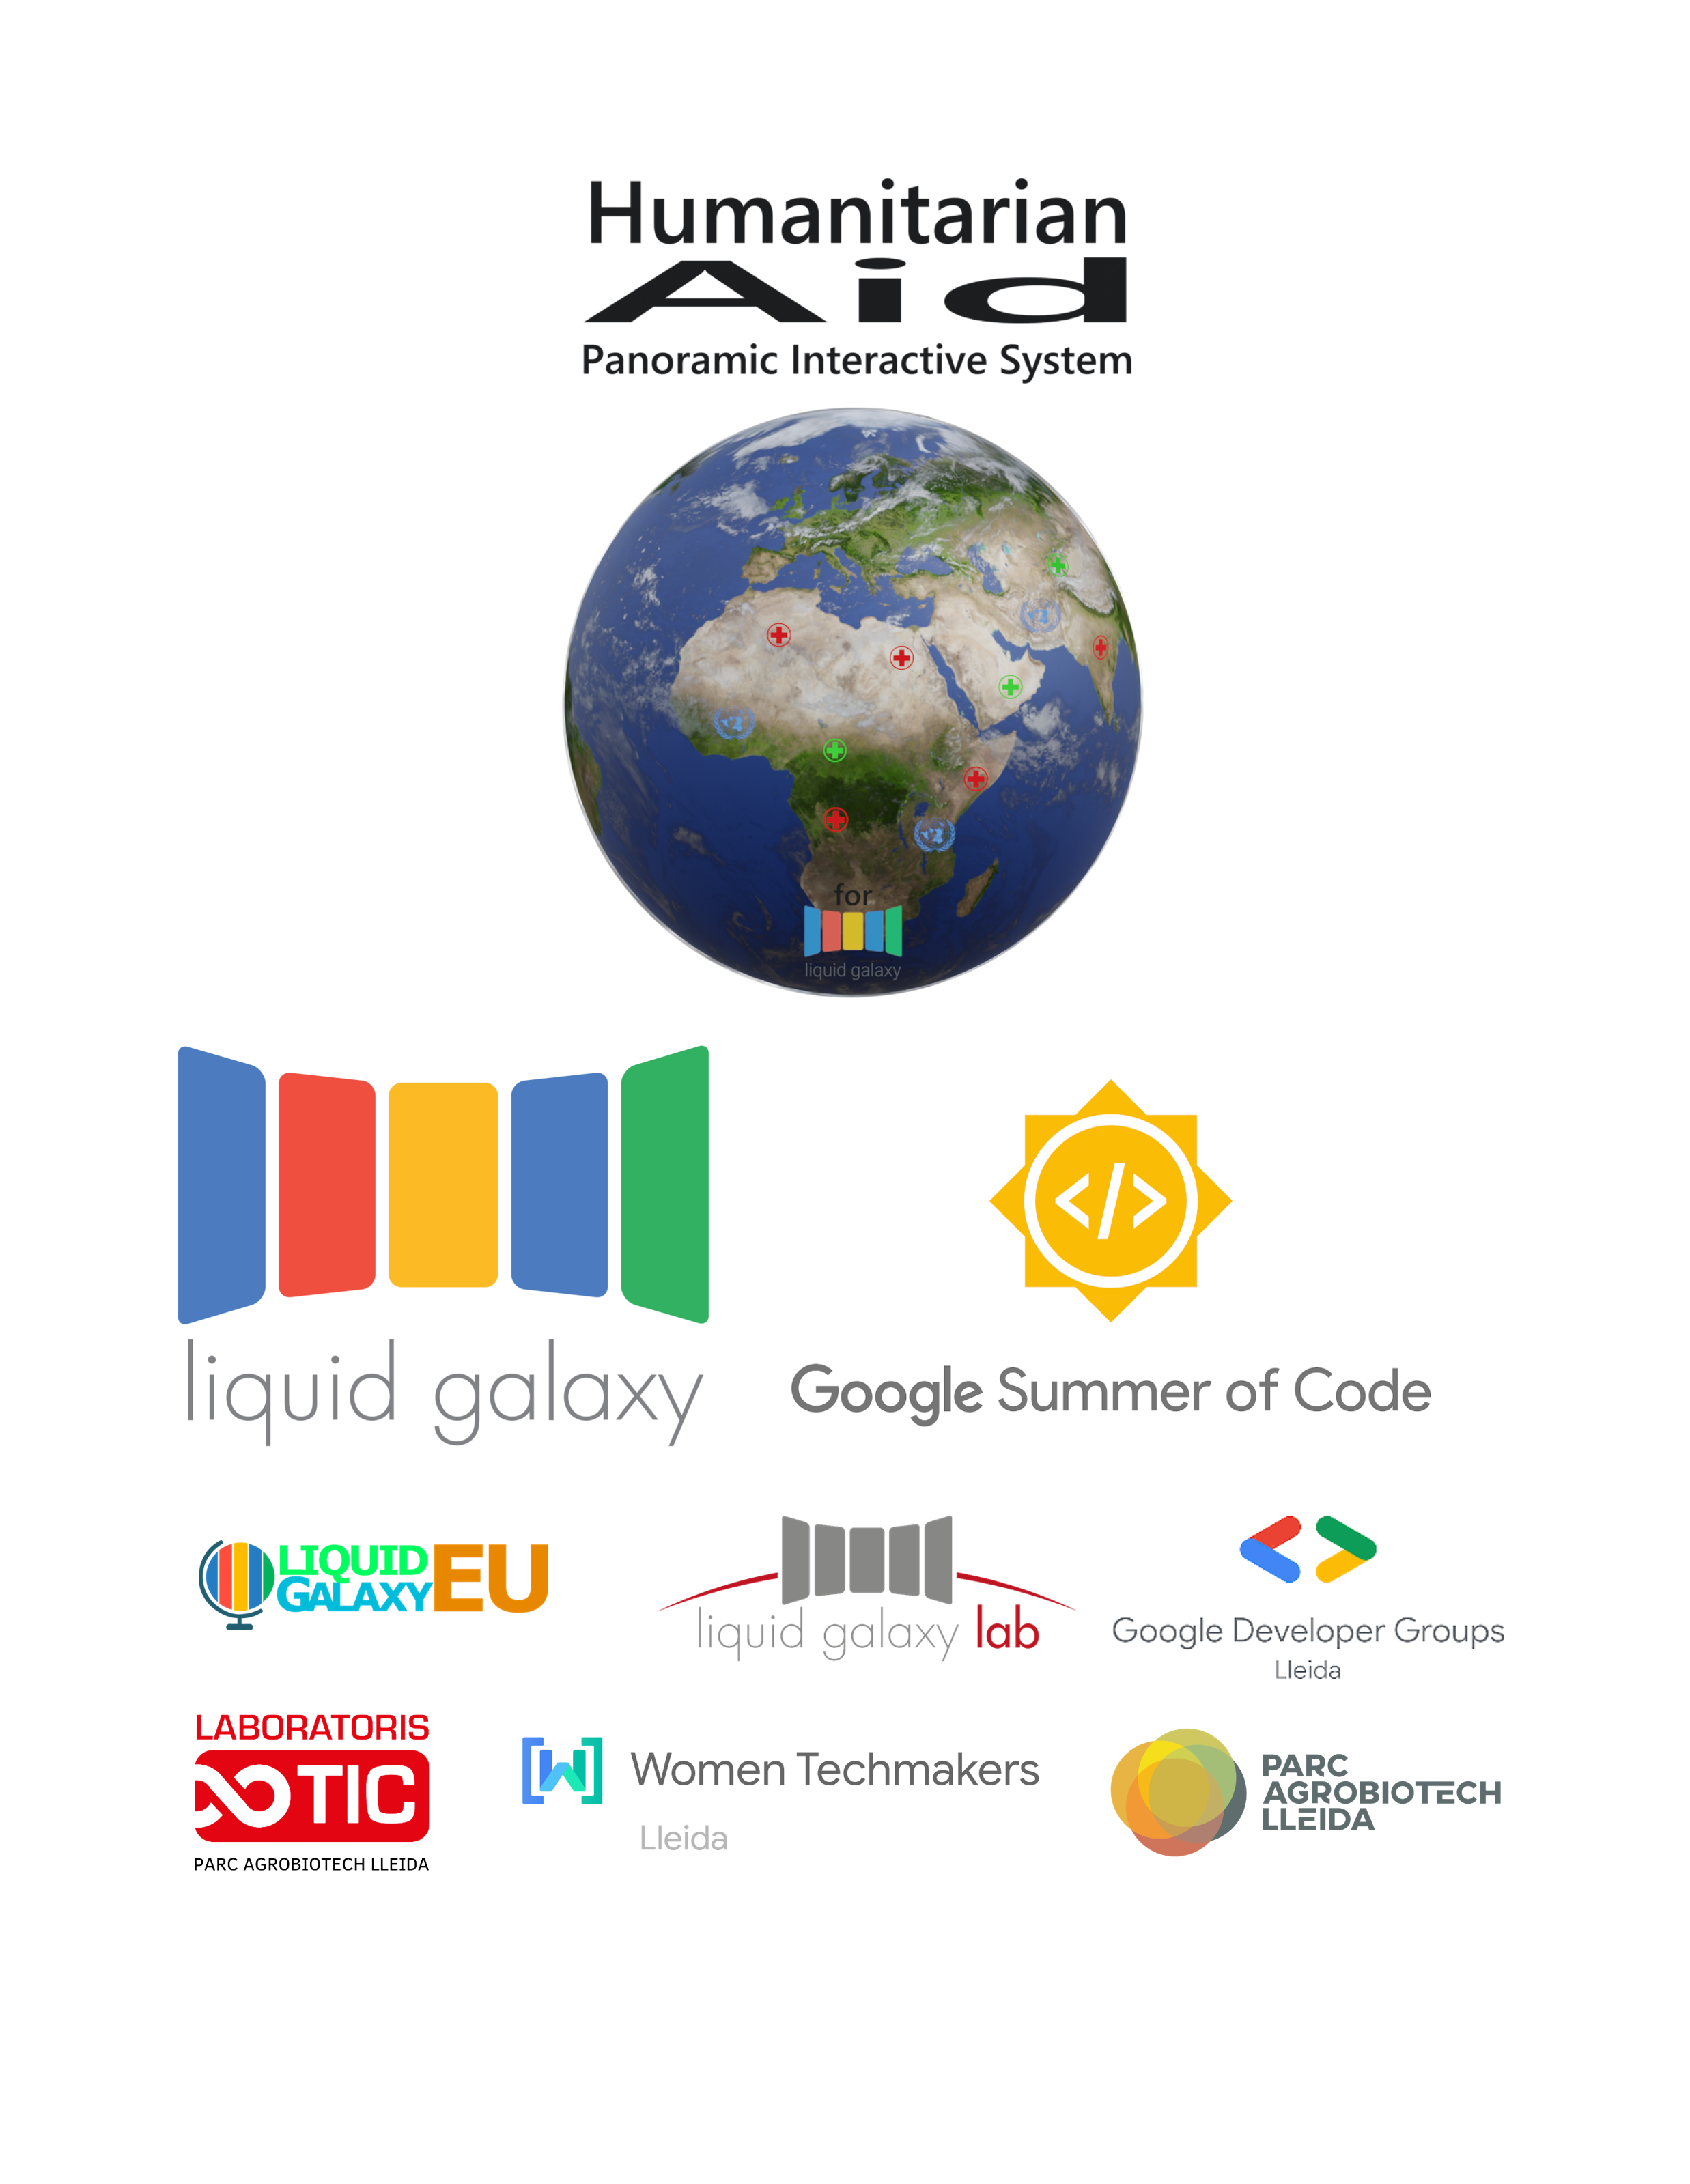 Humanitarian
Aid
Panoramic Interactive System
for
liquid galaxy
liquid galaxy
Google Summer of Code
LIQUID
GALAXY EU
liquid galaxy lab
Google Developer Groups
Lleida
LABORATORIS
TIC
PARC AGROBIOTECH LLEIDA
Women Techmakers
Lleida
PARC
AGROBIOTECH
LLEIDA